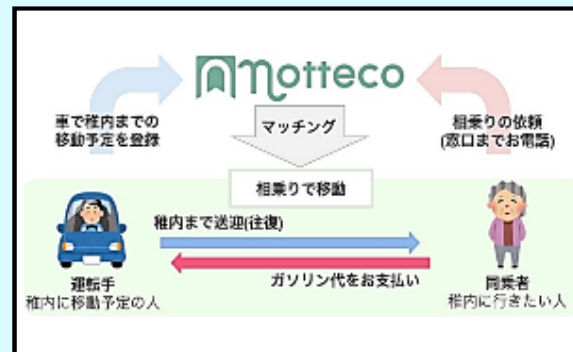 notteco
車で稚内までの
移動予定を登録
マッチング
相乗りの依頼
(窓口までお電話)
相乗りで移動
稚内まで送迎(往復)
ガソリン代をお支払い
運転手
稚内に移動予定の人
同乗者
稚内に行きたい人